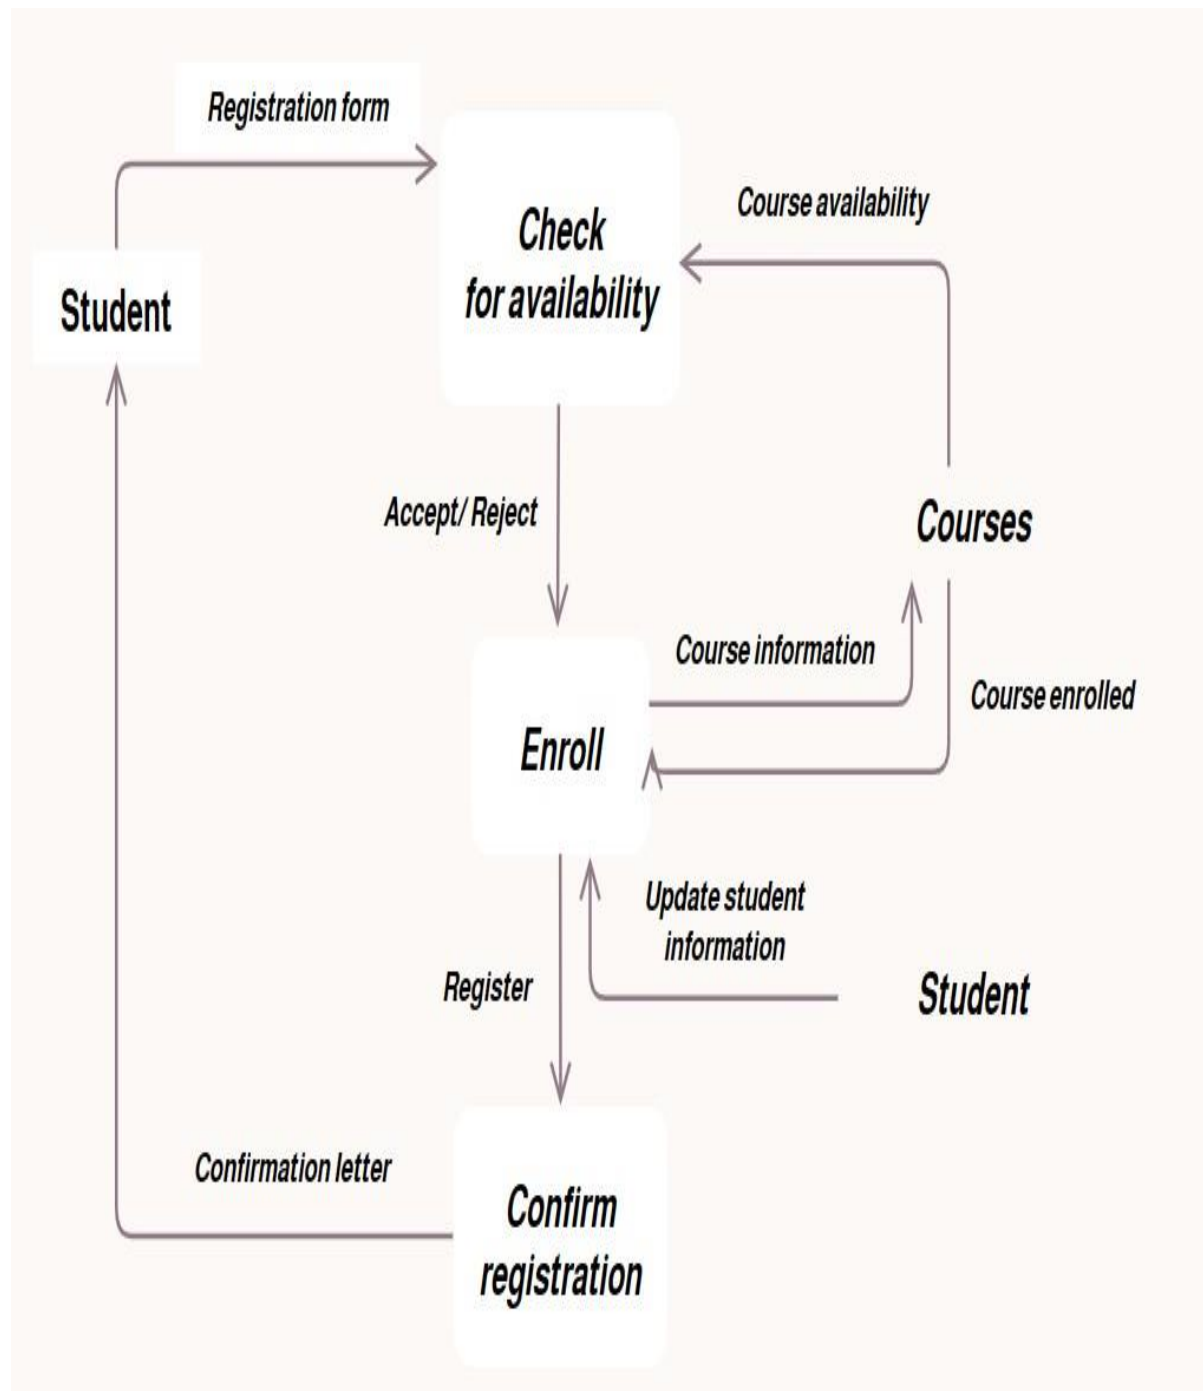 Registration form
Check
for availability
Course availability
Student
Accept/ Reject
Courses
Course information
Course enrolled
Enroll
Update student
information
Register
Student
Confirmation letter
Confirm
registration